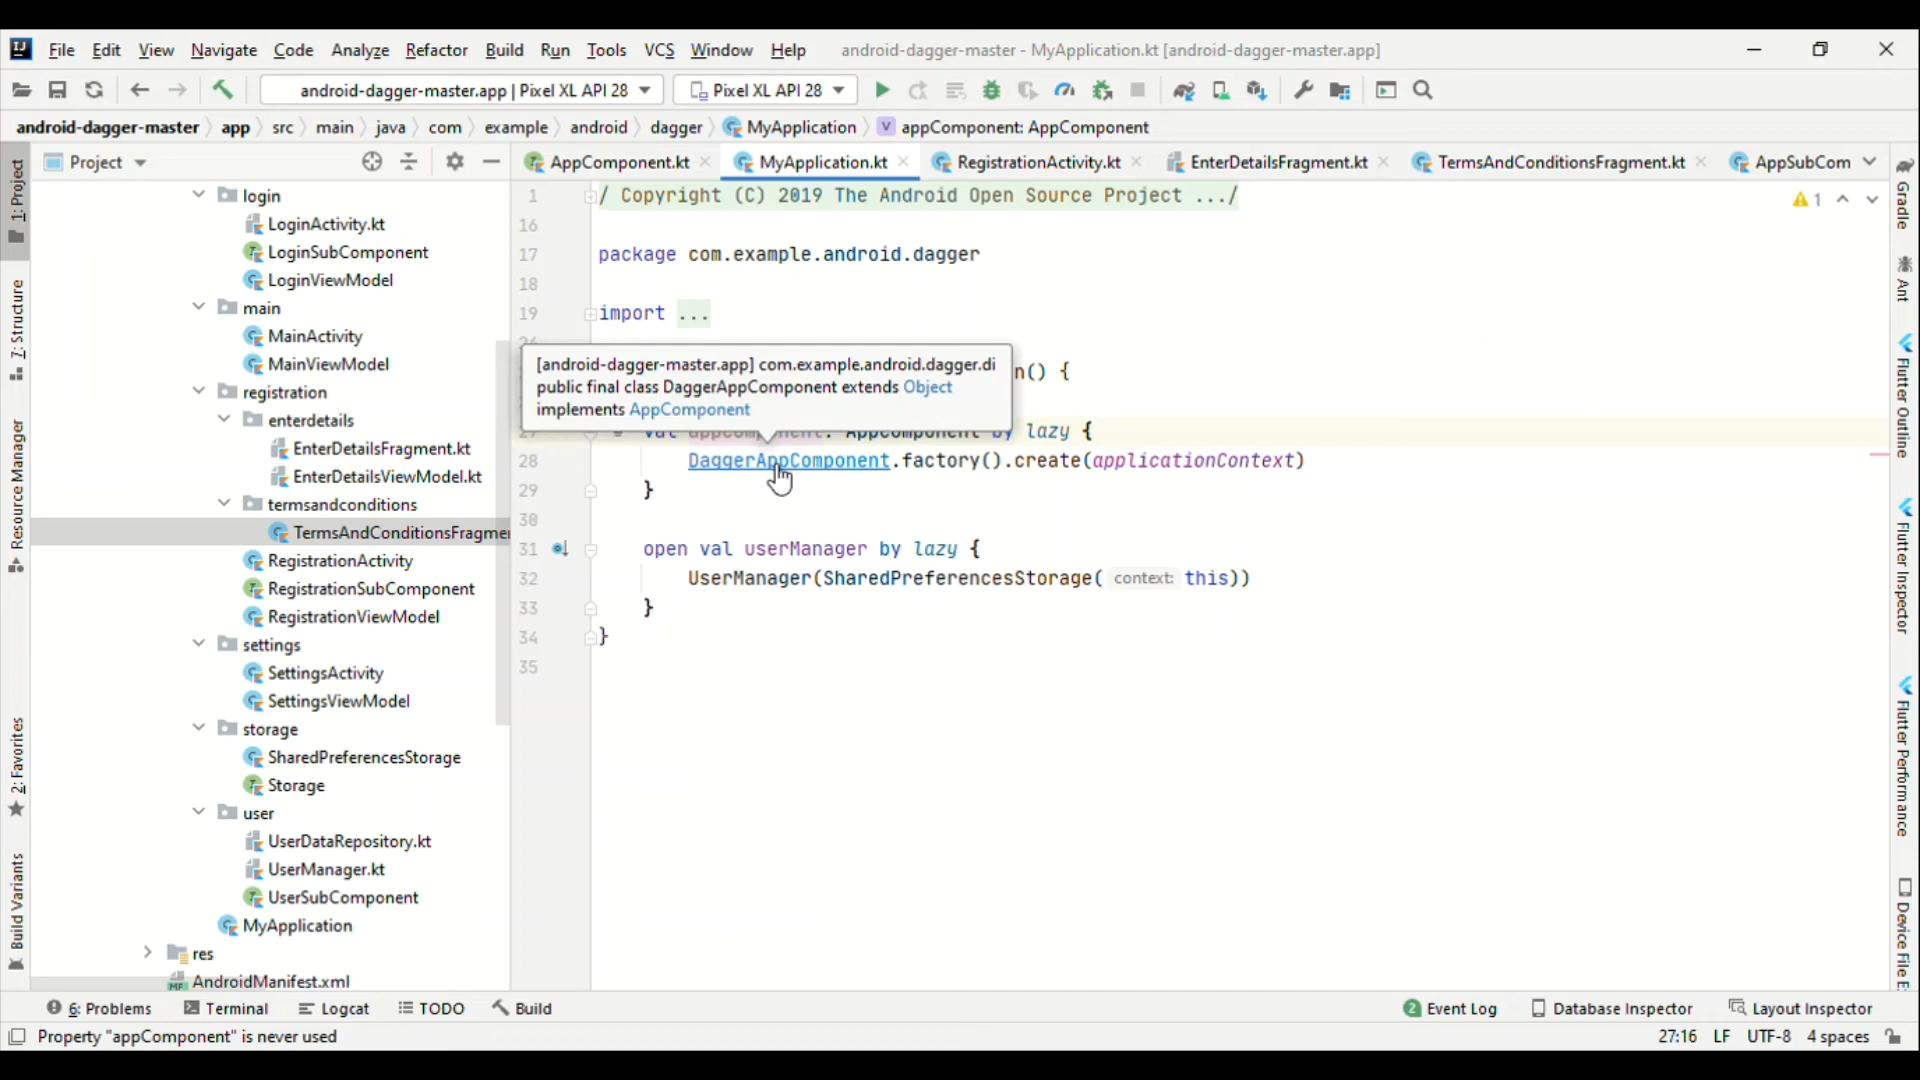 File Edit View Navigate Code Analyze Refactor Build Run Tools VCS Window Help android-dagger-master - MyApplication.kt [android-dagger-master.app]
android-dagger-master.app | Pixel XL API 28 Pixel XL API 28
android-dagger-master app src main java com example android dagger MyApplication appComponent: AppComponent
Project
AppComponent.kt MyApplication.kt RegistrationActivity.kt EnterDetailsFragment.kt TermsAndConditionsFragment.kt AppSubCom
1: Project
7: Structure
Resource Manager
2: Favorites
Build Variants
login
LoginActivity.kt
LoginSubComponent
LoginViewModel
main
MainActivity
MainViewModel
registration
enterdetails
EnterDetailsFragment.kt
EnterDetailsViewModel.kt
termsandconditions
TermsAndConditionsFragme
RegistrationActivity
RegistrationSubComponent
RegistrationViewModel
settings
SettingsActivity
SettingsViewModel
storage
SharedPreferencesStorage
Storage
user
UserDataRepository.kt
UserManager.kt
UserSubComponent
MyApplication
res
AndroidManifest.xml
1 / Copyright (C) 2019 The Android Open Source Project .../
1
16
17 package com.example.android.dagger
18
19 import ...
[android-dagger-master.app] com.example.android.dagger.di
public final class DaggerAppComponent extends Object
implements AppComponent
n() {
27 val appComponent: AppComponent by lazy {
28 DaggerAppComponent.factory().create(applicationContext)
29 }
30
31 open val userManager by lazy {
32 UserManager(SharedPreferencesStorage( context: this))
33 }
34 }
35
Gradle
Ant
Flutter Outline
Flutter Inspector
Flutter Performance
Device File E
6: Problems Terminal Logcat TODO Build 2 Event Log Database Inspector Layout Inspector
Property "appComponent" is never used 27:16 LF UTF-8 4 spaces